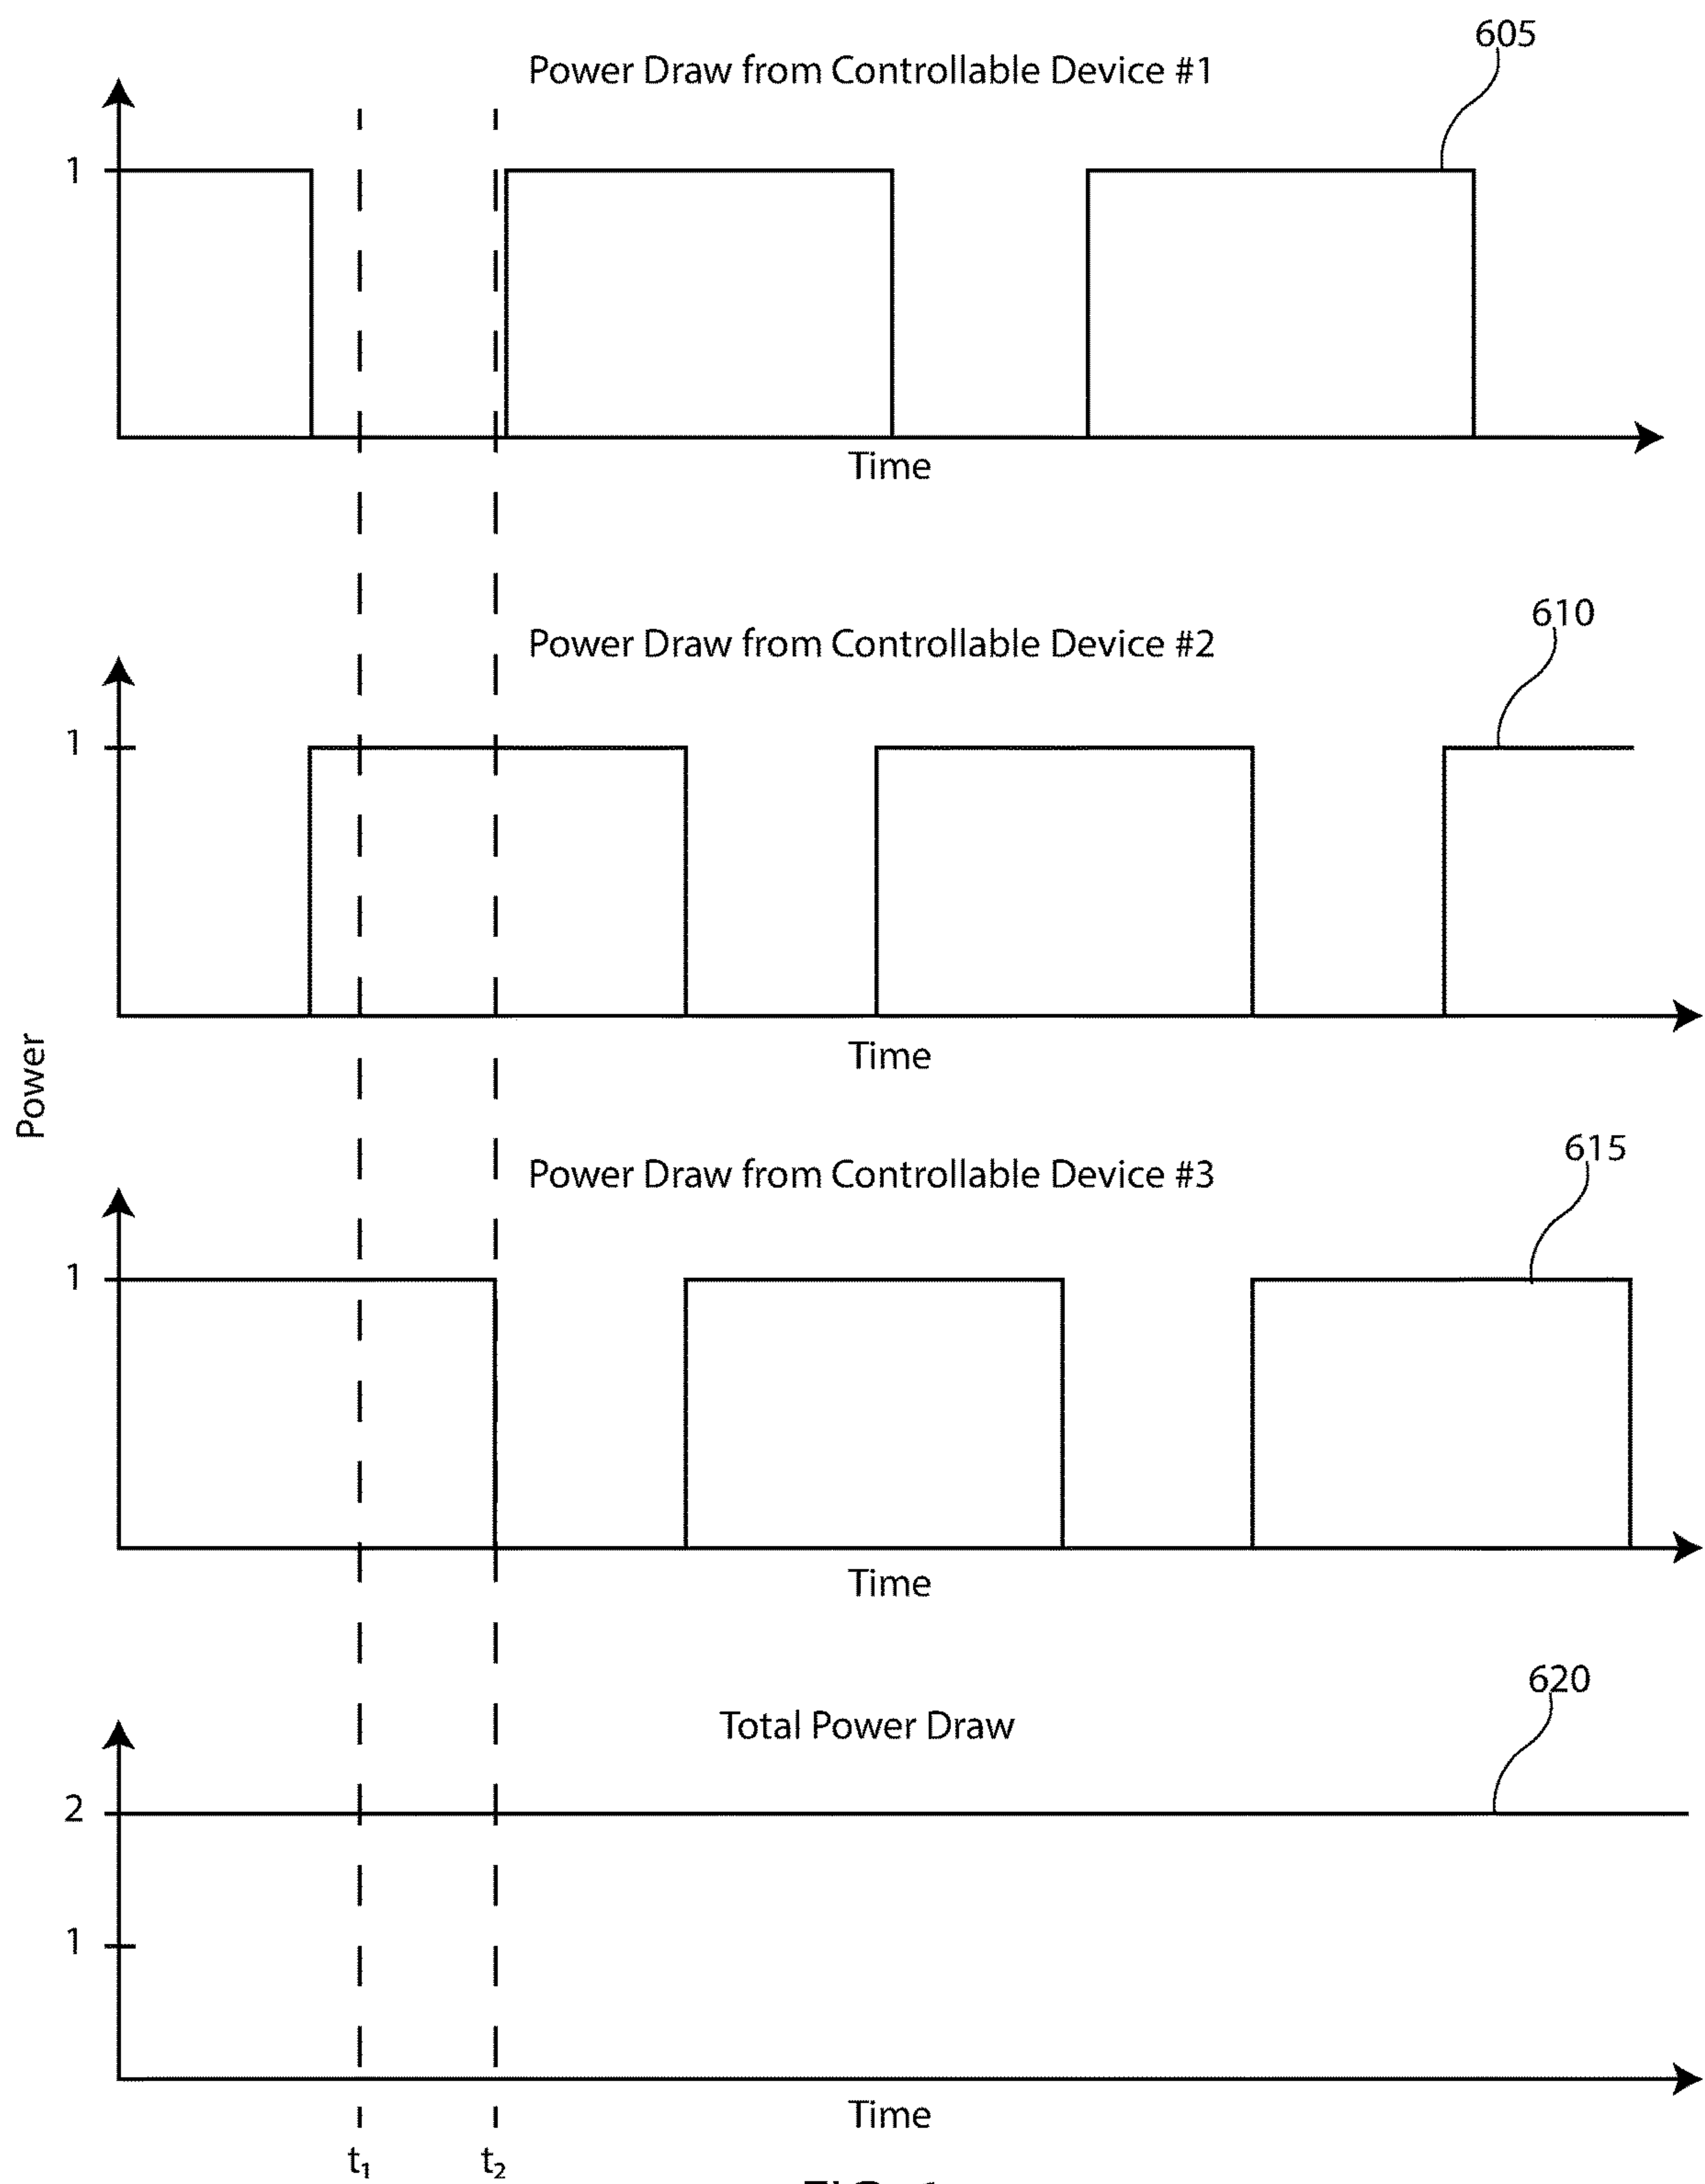 605
Power Draw from Controllable Device #1
1
Time
610
Power Draw from Controllable Device #2
1
Time
Power
615
Power Draw from Controllable Device #3
1
Time
620
Total Power Draw
2
1
Time
t₁ t₂